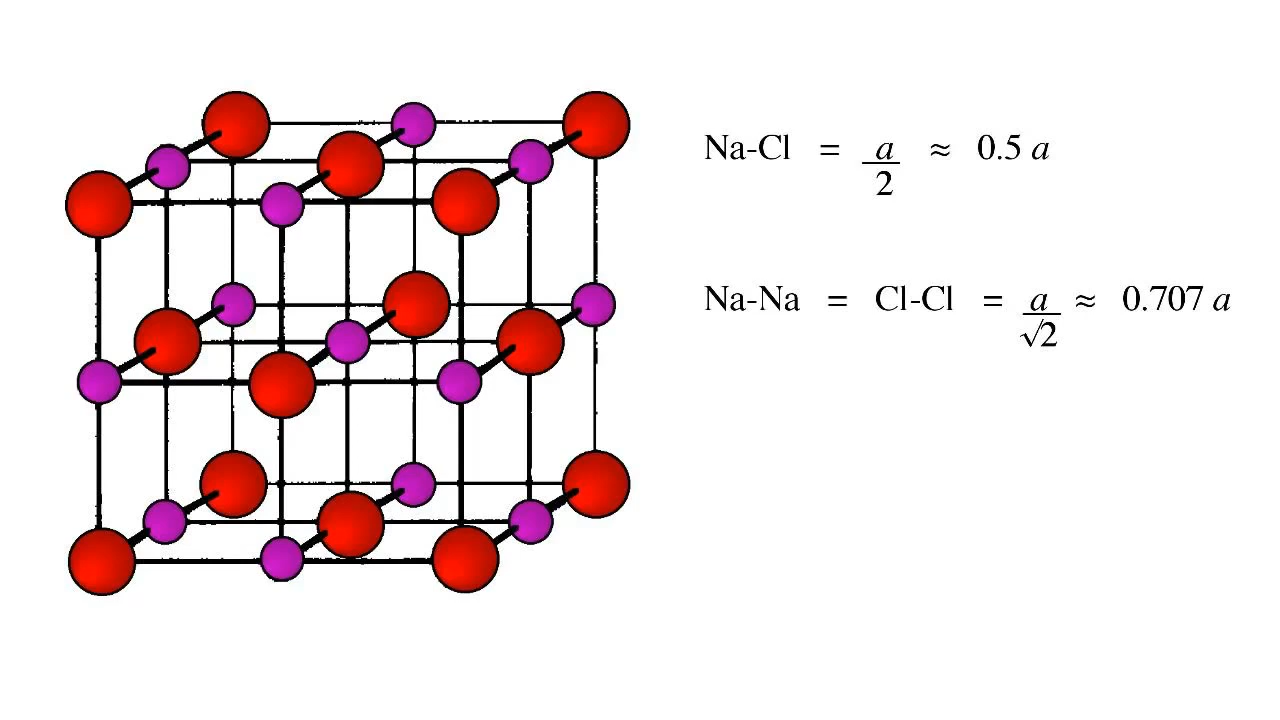 Na-Cl = a/2 ≈ 0.5 a
Na-Na = Cl-Cl = a/√2 ≈ 0.707 a